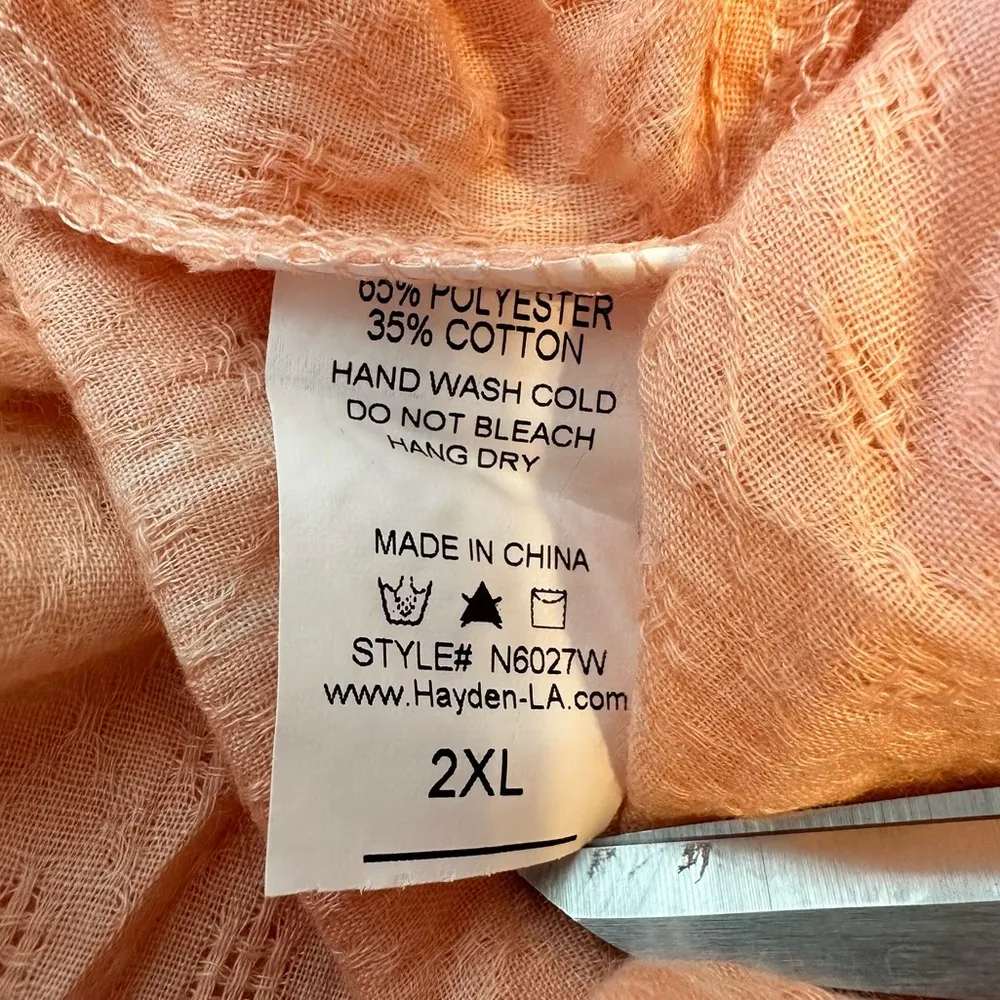 65% POLYESTER
35% COTTON
HAND WASH COLD
DO NOT BLEACH
HANG DRY
MADE IN CHINA
STYLE# N6027W
www.Hayden-LA.com
2XL